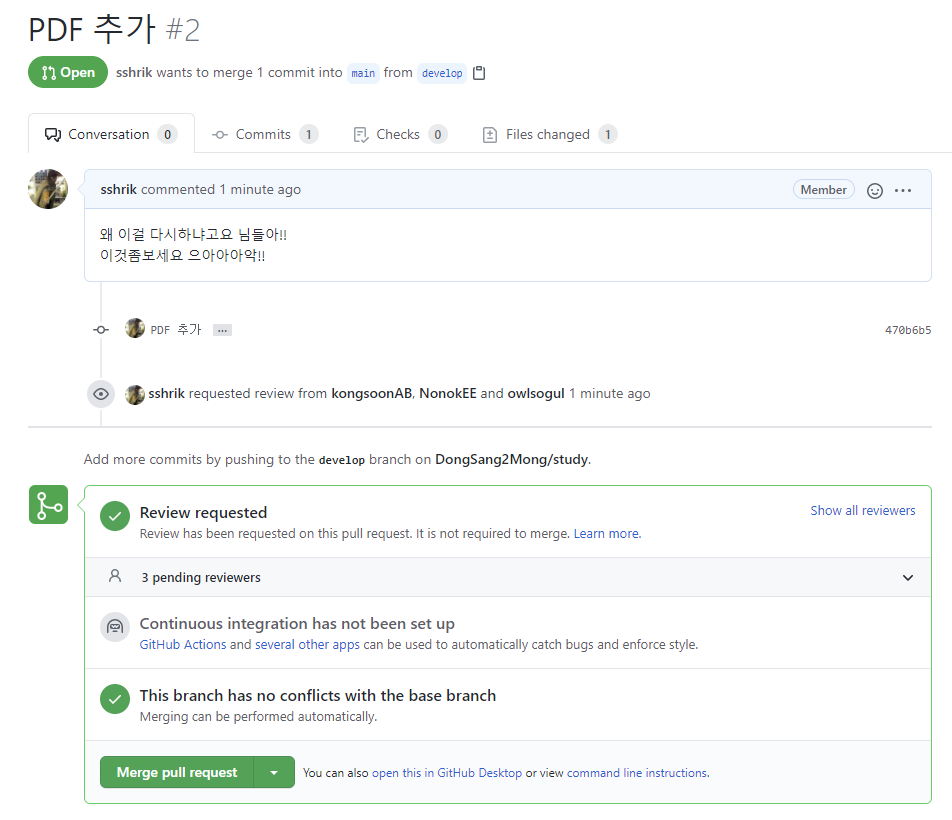 PDF 추가 #2
Open sshrik wants to merge 1 commit into main from develop
Conversation 0 Commits 1 Checks 0 Files changed 1
sshrik commented 1 minute ago Member
왜 이걸 다시하냐고요 님들아!!
이것좀보세요 으아아아악!!
PDF 추가 ... 470b6b5
sshrik requested review from kongsoonAB, NonokEE and owlsogul 1 minute ago
Add more commits by pushing to the develop branch on DongSang2Mong/study.
Review requested Show all reviewers
Review has been requested on this pull request. It is not required to merge. Learn more.
3 pending reviewers
Continuous integration has not been set up
GitHub Actions and several other apps can be used to automatically catch bugs and enforce style.
This branch has no conflicts with the base branch
Merging can be performed automatically.
Merge pull request You can also open this in GitHub Desktop or view command line instructions.